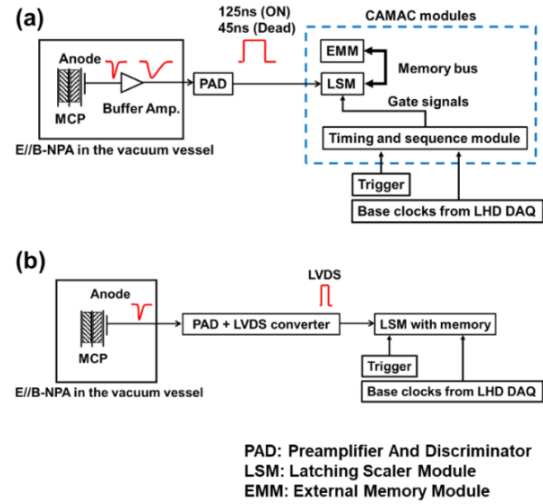 (a)
125ns (ON)
45ns (Dead)
CAMAC modules
Anode
EMM
Memory bus
PAD
LSM
Buffer Amp.
MCP
Gate signals
E//B-NPA in the vacuum vessel
Timing and sequence module
Trigger
Base clocks from LHD DAQ
(b)
LVDS
Anode
PAD + LVDS converter
LSM with memory
MCP
Trigger
E//B-NPA in the vacuum vessel
Base clocks from LHD DAQ
PAD: Preamplifier And Discriminator
LSM: Latching Scaler Module
EMM: External Memory Module